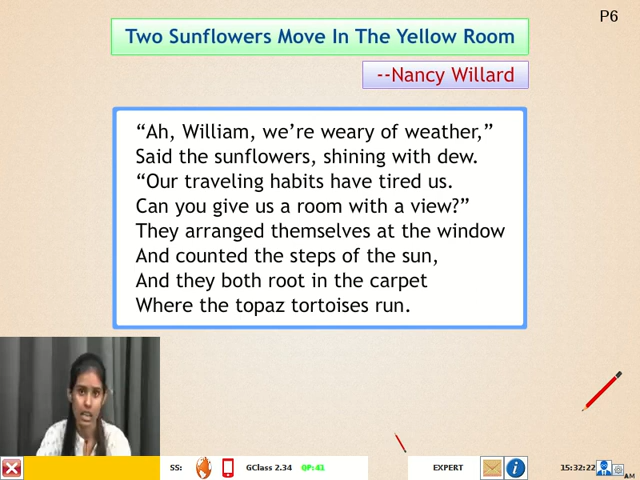 P6
Two Sunflowers Move In The Yellow Room
--Nancy Willard
“Ah, William, we’re weary of weather,”
Said the sunflowers, shining with dew.
“Our traveling habits have tired us.
Can you give us a room with a view?”
They arranged themselves at the window
And counted the steps of the sun,
And they both root in the carpet
Where the topaz tortoises run.
SS: GClass 2.34 QP:41 EXPERT 15:32:22 AM